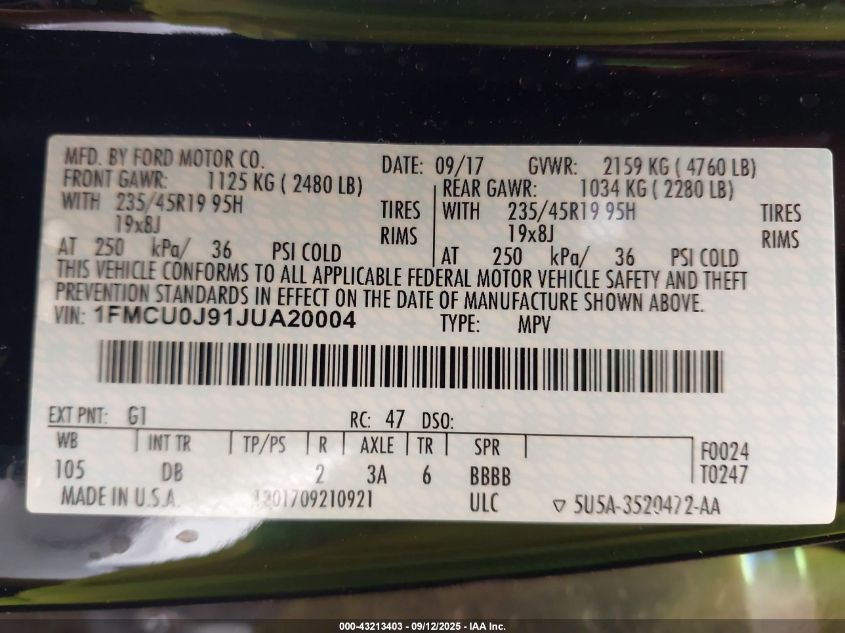 MFD. BY FORD MOTOR CO. DATE: 09/17 GVWR: 2159 KG ( 4760 LB)
FRONT GAWR: 1125 KG ( 2480 LB) REAR GAWR: 1034 KG ( 2280 LB)
WITH 235/45R19 95H TIRES WITH 235/45R19 95H TIRES
19x8J RIMS 19x8J RIMS
AT 250 kPa/ 36 PSI COLD AT 250 kPa/ 36 PSI COLD
THIS VEHICLE CONFORMS TO ALL APPLICABLE FEDERAL MOTOR VEHICLE SAFETY AND THEFT
PREVENTION STANDARDS IN EFFECT ON THE DATE OF MANUFACTURE SHOWN ABOVE.
VIN: 1FMCU0J91JUA20004 TYPE: MPV
EXT PNT: G1 RC: 47 DSO:
WB INT TR TP/PS R AXLE TR SPR F0024
105 DB 2 3A 6 BBBB T0247
MADE IN U.S.A. 1201709210921 ULC ▽ 5U5A-3520472-AA
000-43213403 - 09/12/2025 - IAA Inc.